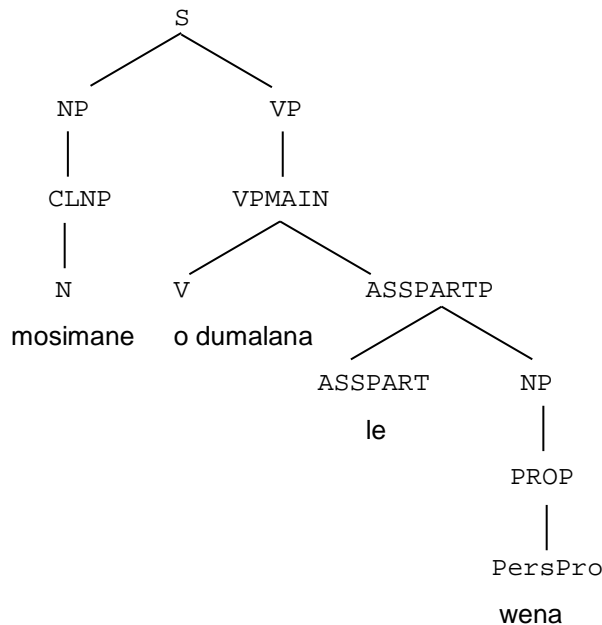 S
NP VP
CLNP VPMAIN
N V ASSPARTP
mosimane o dumalana
ASSPART NP
le
PROP
PersPro
wena